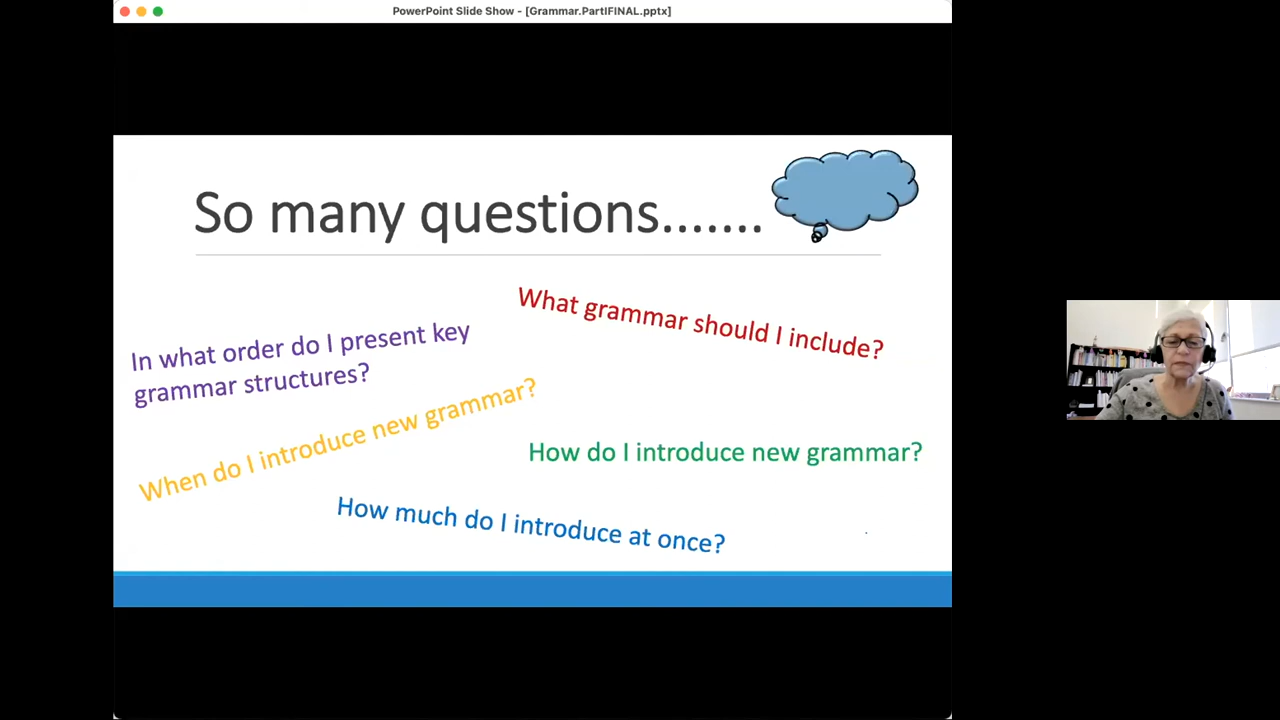 PowerPoint Slide Show - [Grammar.PartIFINAL.pptx]
So many questions.......
What grammar should I include?
In what order do I present key
grammar structures?
When do I introduce new grammar?
How do I introduce new grammar?
How much do I introduce at once?